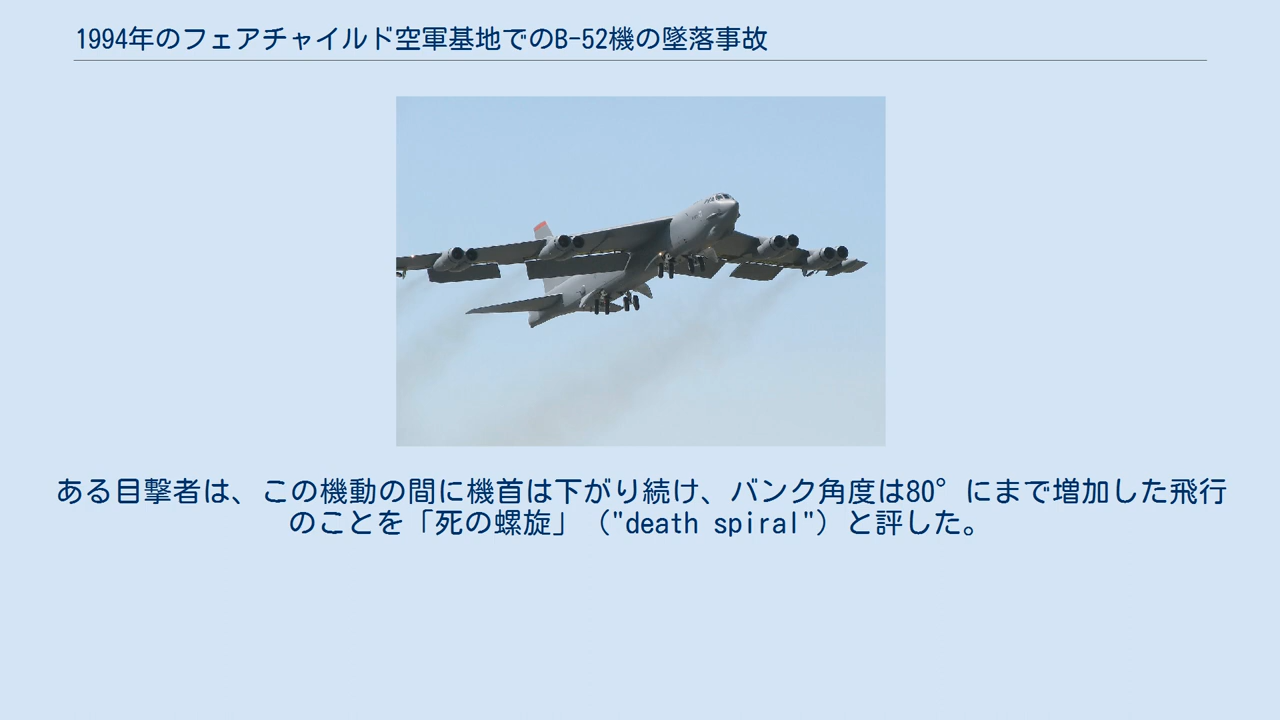 1994年のフェアチャイルド空軍基地でのB-52機の墜落事故
ある目撃者は、この機動の間に機首は下がり続け、バンク角度は80°にまで増加した飛行
のことを「死の螺旋」（"death spiral"）と評した。